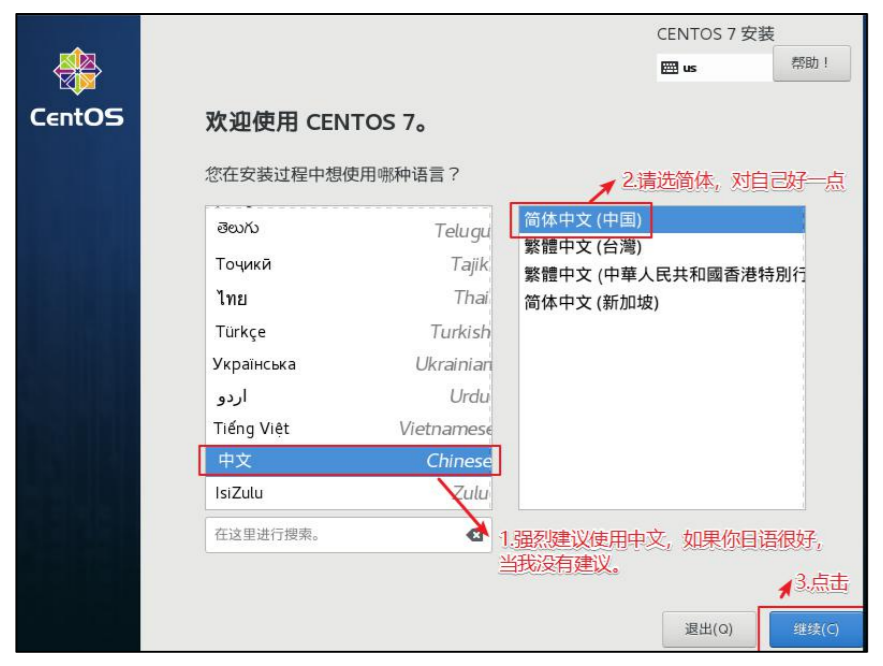 CENTOS 7 安装
us
帮助！
CentOS
欢迎使用 CENTOS 7。
您在安装过程中想使用哪种语言？
2.请选简体，对自己好一点
తెలుగు Telugu
Тоҷикӣ Tajik
ไทย Thai
Türkçe Turkish
Українська Ukrainian
اردو Urdu
Tiếng Việt Vietnamese
中文 Chinese
IsiZulu Zulu
在这里进行搜索。
简体中文 (中国)
繁體中文 (台灣)
繁體中文 (中華人民共和國香港特別行
简体中文 (新加坡)
1.强烈建议使用中文，如果你日语很好，
当我没有建议。
3.点击
退出(Q)
继续(C)